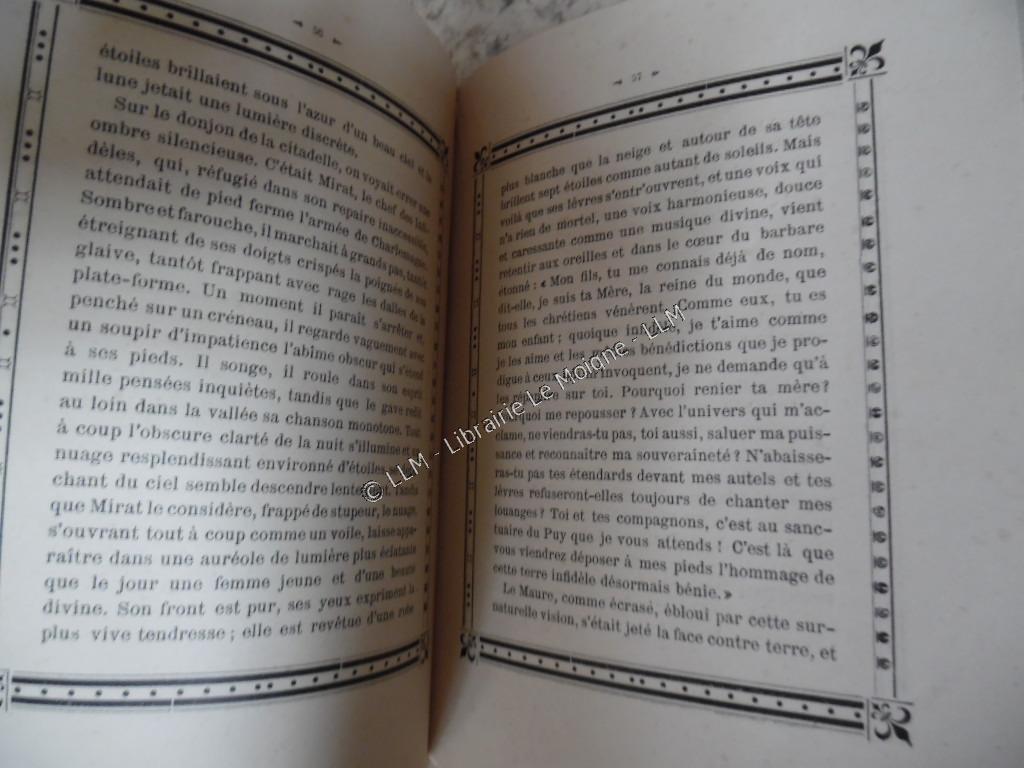 56
étoiles brillaient sous l'azur d'un beau ciel et la
lune jetait une lumière discrète.
Sur le donjon de la citadelle, on voyait errer une
ombre silencieuse. C'était Mirat, le chef des Infi-
dèles, qui, réfugié dans son repaire inaccessible,
attendait de pied ferme l'armée de Charlemagne.
Sombre et farouche, il marchait à grands pas, tantôt
étreignant de ses doigts crispés la poignée de son
glaive, tantôt frappant avec rage les dalles de la
plate-forme. Un moment il paraît s'arrêter et,
penché sur un créneau, il regarde vaguement avec
un soupir d'impatience l'abîme obscur qui s'étend
à ses pieds. Il songe, il roule dans son esprit
mille pensées inquiètes, tandis que le gave redit
au loin dans la vallée sa chanson monotone. Tout
à coup l'obscure clarté de la nuit s'illumine et un
nuage resplendissant environné d'étoiles
chant du ciel semble descendre lentement. Tandis
que Mirat le considère, frappé de stupeur, le nuage,
s'ouvrant tout à coup comme un voile, laisse appa-
raître dans une auréole de lumière plus éclatante
que le jour une femme jeune et d'une beauté
divine. Son front est pur, ses yeux expriment la
plus vive tendresse ; elle est revêtue d'une robe
57
plus blanche que la neige et autour de sa tête
brillent sept étoiles comme autant de soleils. Mais
voilà que ses lèvres s'entr'ouvrent, et une voix qui
n'a rien de mortel, une voix harmonieuse, douce
et caressante comme une musique divine, vient
retentir aux oreilles et dans le cœur du barbare
étonné : « Mon fils, tu me connais déjà de nom,
dit-elle, je suis ta Mère, la reine du monde, que
tous les chrétiens vénèrent. Comme eux, tu es
mon enfant ; quoique infidèle, je t'aime comme
je les aime et les bénédictions que je pro-
digue à ceux invoquent, je ne demande qu'à
les répandre sur toi. Pourquoi renier ta mère?
Pourquoi me repousser ? Avec l'univers qui m'ac-
clame, ne viendras-tu pas, toi aussi, saluer ma puis-
sance et reconnaître ma souveraineté ? N'abaisse-
ras-tu pas tes étendards devant mes autels et tes
lèvres refuseront-elles toujours de chanter mes
louanges ? Toi et tes compagnons, c'est au sanc-
tuaire du Puy que je vous attends ! C'est là que
vous viendrez déposer à mes pieds l'hommage de
cette terre infidèle désormais bénie. »
Le Maure, comme écrasé, ébloui par cette sur-
naturelle vision, s'était jeté la face contre terre, et
© LLM - Librairie Le Moigne - LLM